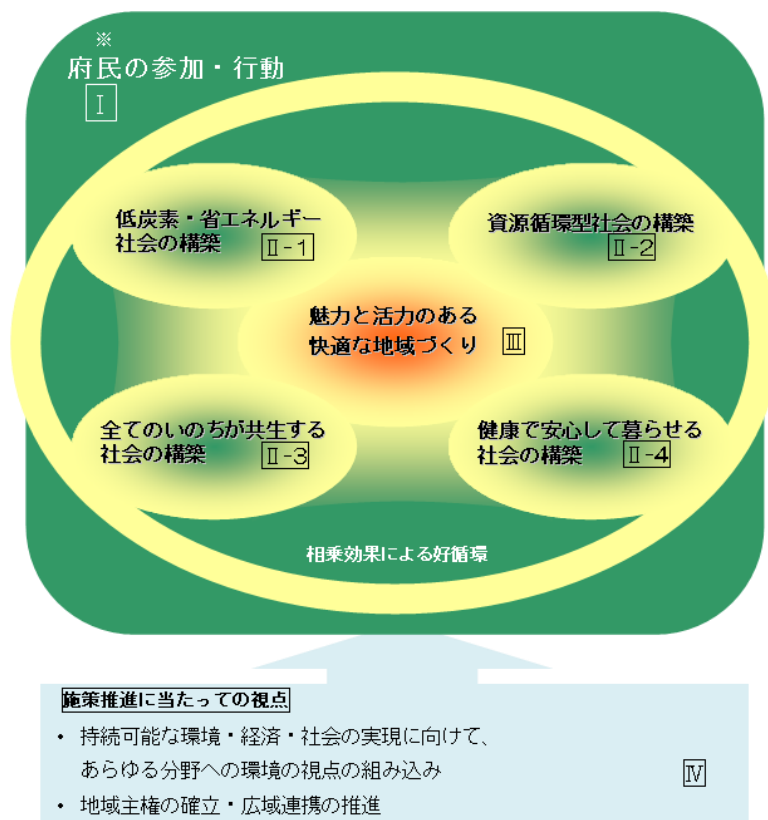 ※
府民の参加・行動
Ⅰ
低炭素・省エネルギー
社会の構築 Ⅱ-1
資源循環型社会の構築
Ⅱ-2
魅力と活力のある
快適な地域づくり Ⅲ
全てのいのちが共生する
社会の構築 Ⅱ-3
健康で安心して暮らせる
社会の構築 Ⅱ-4
相乗効果による好循環
施策推進に当たっての視点
・ 持続可能な環境・経済・社会の実現に向けて、
あらゆる分野への環境の視点の組み込み
Ⅳ
・ 地域主権の確立・広域連携の推進